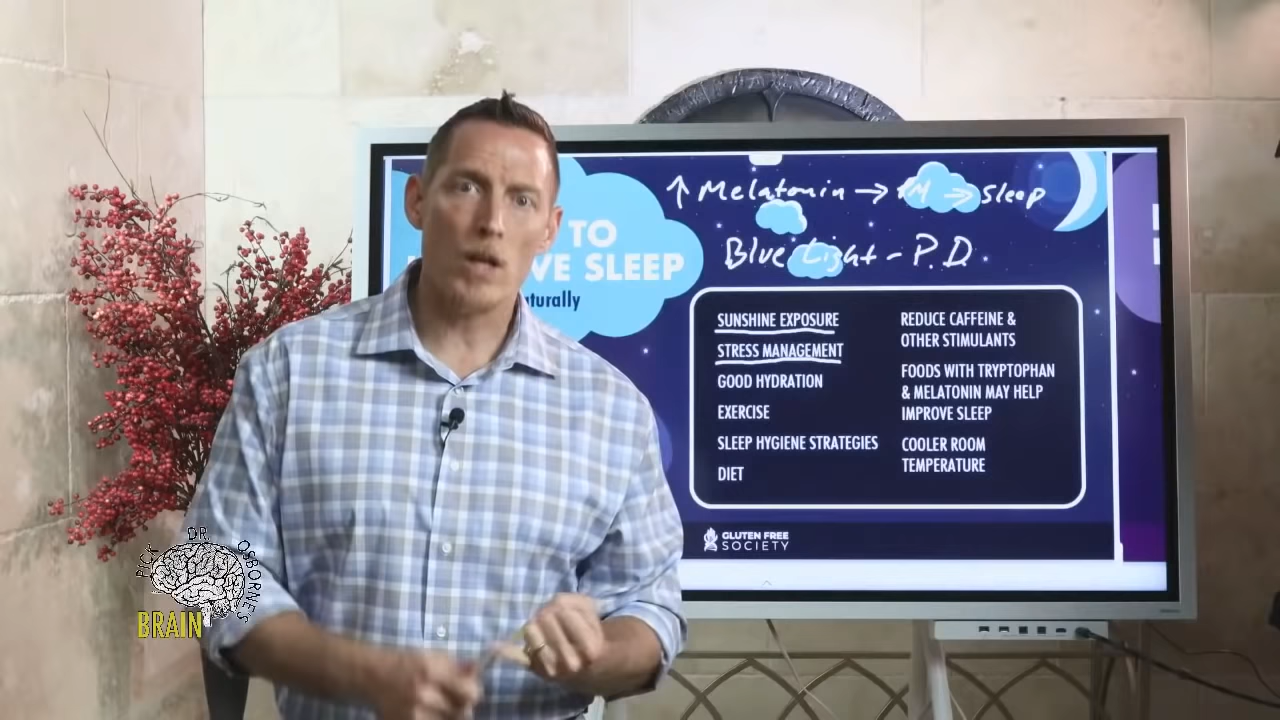 ↑ Melatonin → M → Sleep
Blue Light - P.D.
TO
VE SLEEP
turally
SUNSHINE EXPOSURE
STRESS MANAGEMENT
GOOD HYDRATION
EXERCISE
SLEEP HYGIENE STRATEGIES
DIET
REDUCE CAFFEINE &
OTHER STIMULANTS
FOODS WITH TRYPTOPHAN
& MELATONIN MAY HELP
IMPROVE SLEEP
COOLER ROOM
TEMPERATURE
GLUTEN FREE
SOCIETY
PICK DR. OSBORNE'S
BRAIN